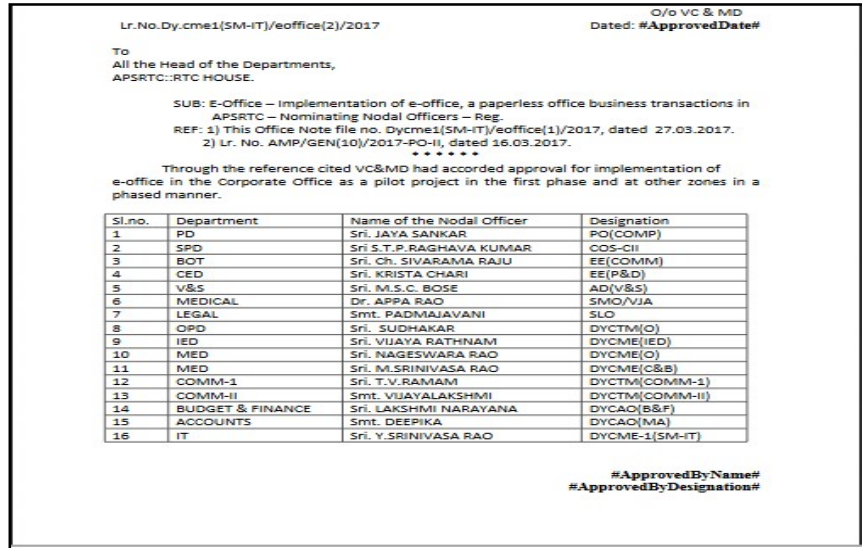 O/o VC & MD
Lr.No.Dy.cme1(SM-IT)/eoffice(2)/2017 Dated: #ApprovedDate#
To
All the Head of the Departments,
APSRTC::RTC HOUSE.
SUB: E-Office – Implementation of e-office, a paperless office business transactions in
APSRTC – Nominating Nodal Officers – Reg.
REF: 1) This Office Note file no. Dycme1(SM-IT)/eoffice(1)/2017, dated 27.03.2017.
2) Lr. No. AMP/GEN(10)/2017-PO-II, dated 16.03.2017.
* * * * * *
Through the reference cited VC&MD had accorded approval for implementation of
e-office in the Corporate Office as a pilot project in the first phase and at other zones in a
phased manner.
Sl.no. Department Name of the Nodal Officer Designation
1 PD Sri. JAYA SANKAR PO(COMP)
2 SPD Sri S.T.P.RAGHAVA KUMAR COS-CII
3 BOT Sri. Ch. SIVARAMA RAJU EE(COMM)
4 CED Sri. KRISTA CHARI EE(P&D)
5 V&S Sri. M.S.C. BOSE AD(V&S)
6 MEDICAL Dr. APPA RAO SMO/VJA
7 LEGAL Smt. PADMAJAVANI SLO
8 OPD Sri. SUDHAKAR DYCTM(O)
9 IED Sri. VIJAYA RATHNAM DYCME(IED)
10 MED Sri. NAGESWARA RAO DYCME(O)
11 MED Sri. M.SRINIVASA RAO DYCME(C&B)
12 COMM-1 Sri. T.V.RAMAM DYCTM(COMM-1)
13 COMM-II Smt. VIJAYALAKSHMI DYCTM(COMM-II)
14 BUDGET & FINANCE Sri. LAKSHMI NARAYANA DYCAO(B&F)
15 ACCOUNTS Smt. DEEPIKA DYCAO(MA)
16 IT Sri. Y.SRINIVASA RAO DYCME-1(SM-IT)
#ApprovedByName#
#ApprovedByDesignation#